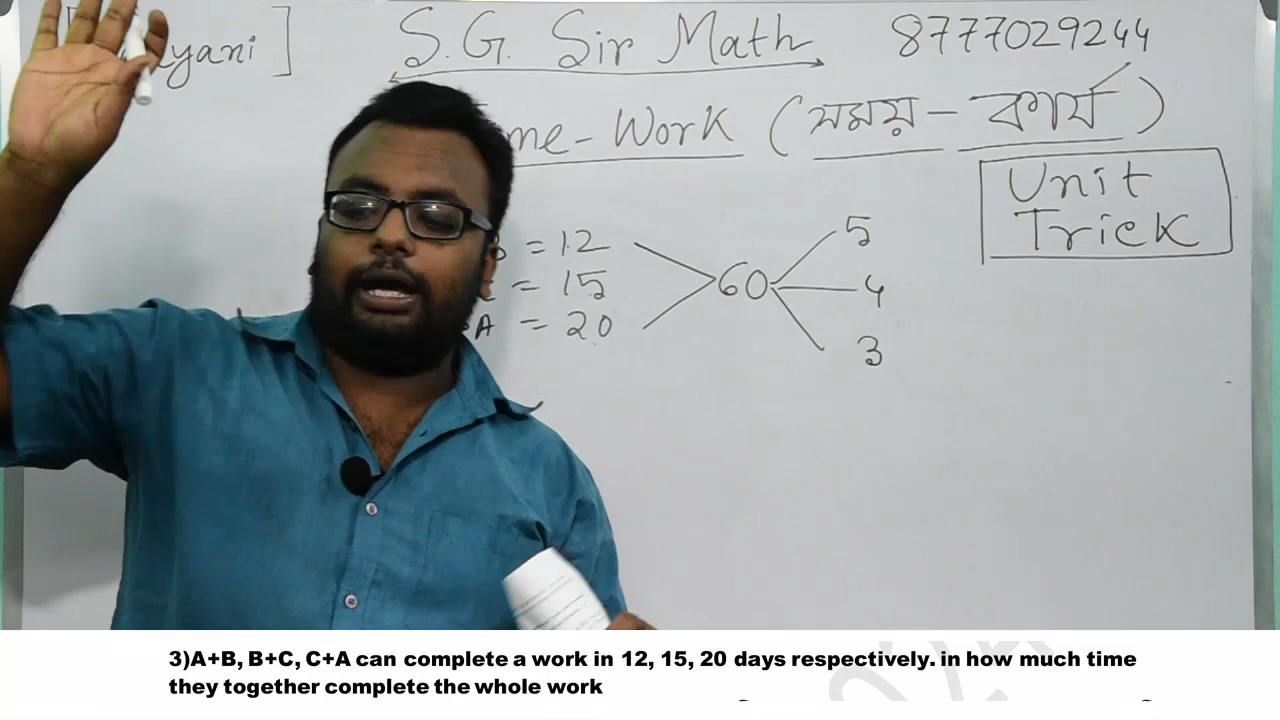 yani ]
S.G. Sir Math
8777029244
me-Work (সময়-কার্য)
Unit
Trick
B = 12
C = 15
A = 20
60
5
4
3
3)A+B, B+C, C+A can complete a work in 12, 15, 20 days respectively. in how much time
they together complete the whole work